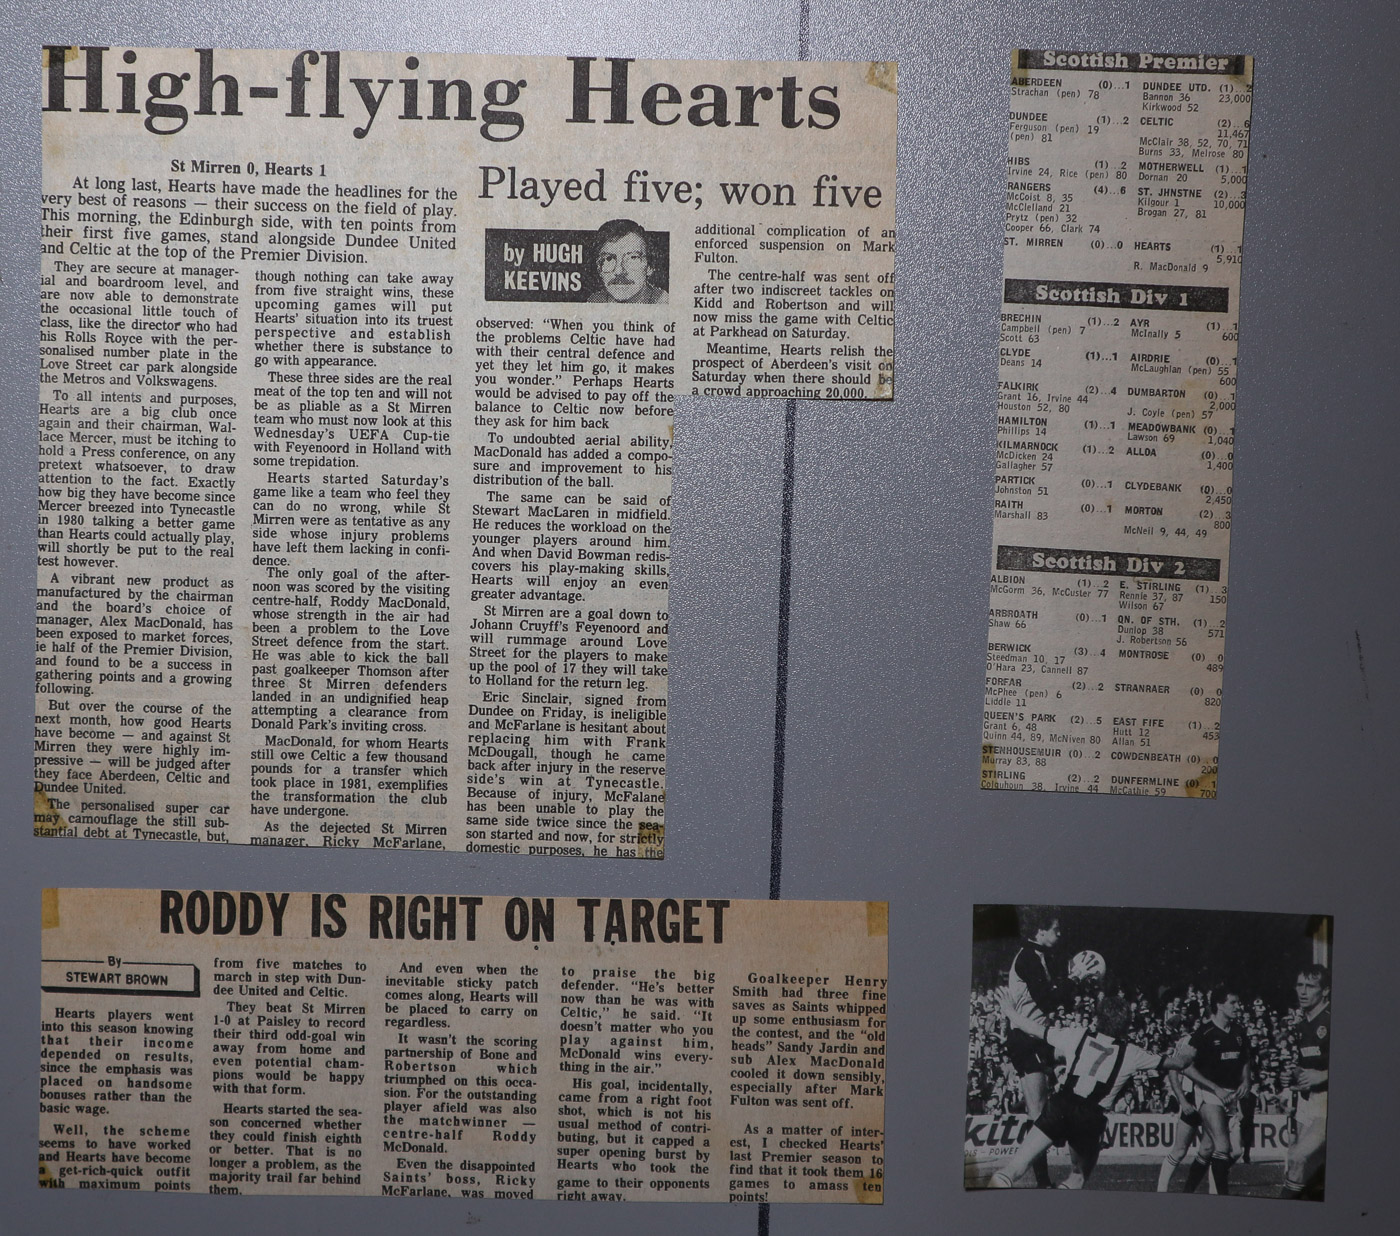 High-flying Hearts
St Mirren 0, Hearts 1
At long last, Hearts have made the headlines for the
very best of reasons — their success on the field of play.
This morning, the Edinburgh side, with ten points from
their first five games, stand alongside Dundee United
and Celtic at the top of the Premier Division.
They are secure at manager-
ial and boardroom level, and
are now able to demonstrate
the occasional little touch of
class, like the director who had
his Rolls Royce with the per-
sonalised number plate in the
Love Street car park alongside
the Metros and Volkswagens.
To all intents and purposes,
Hearts are a big club once
again and their chairman, Wal-
lace Mercer, must be itching to
hold a Press conference, on any
pretext whatsoever, to draw
attention to the fact. Exactly
how big they have become since
Mercer breezed into Tynecastle
in 1980 talking a better game
than Hearts could actually play,
will shortly be put to the real
test however.
A vibrant new product as
manufactured by the chairman
and the board's choice of
manager, Alex MacDonald, has
been exposed to market forces,
ie half of the Premier Division,
and found to be a success in
gathering points and a growing
following.
But over the course of the
next month, how good Hearts
have become — and against St
Mirren they were highly im-
pressive — will be judged after
they face Aberdeen, Celtic and
Dundee United.
The personalised super car
may camouflage the still sub-
stantial debt at Tynecastle, but,
though nothing can take away
from five straight wins, these
upcoming games will put
Hearts' situation into its truest
perspective and establish
whether there is substance to
go with appearance.
These three sides are the real
meat of the top ten and will not
be as pliable as a St Mirren
team who must now look at this
Wednesday's UEFA Cup-tie
with Feyenoord in Holland with
some trepidation.
Hearts started Saturday's
game like a team who feel they
can do no wrong, while St
Mirren were as tentative as any
side whose injury problems
have left them lacking in confi-
dence.
The only goal of the after-
noon was scored by the visiting
centre-half, Roddy MacDonald,
whose strength in the air had
been a problem to the Love
Street defence from the start.
He was able to kick the ball
past goalkeeper Thomson after
three St Mirren defenders
landed in an undignified heap
attempting a clearance from
Donald Park's inviting cross.
MacDonald, for whom Hearts
still owe Celtic a few thousand
pounds for a transfer which
took place in 1981, exemplifies
the transformation the club
have undergone.
As the dejected St Mirren
manager, Ricky McFarlane,
Played five; won five
by HUGH
KEEVINS
observed: "When you think of
the problems Celtic have had
with their central defence and
yet they let him go, it makes
you wonder." Perhaps Hearts
would be advised to pay off the
balance to Celtic now before
they ask for him back
To undoubted aerial ability,
MacDonald has added a compo-
sure and improvement to his
distribution of the ball.
The same can be said of
Stewart MacLaren in midfield.
He reduces the workload on the
younger players around him.
And when David Bowman redis-
covers his play-making skills,
Hearts will enjoy an even
greater advantage.
St Mirren are a goal down to
Johann Cruyff's Feyenoord and
will rummage around Love
Street for the players to make
up the pool of 17 they will take
to Holland for the return leg.
Eric Sinclair, signed from
Dundee on Friday, is ineligible
and McFarlane is hesitant about
replacing him with Frank
McDougall, though he came
back after injury in the reserve
side's win at Tynecastle.
Because of injury, McFalane
has been unable to play the
same side twice since the sea-
son started and now, for strictly
domestic purposes, he has the
additional complication of an
enforced suspension on Mark
Fulton.
The centre-half was sent off
after two indiscreet tackles on
Kidd and Robertson and will
now miss the game with Celtic
at Parkhead on Saturday.
Meantime, Hearts relish the
prospect of Aberdeen's visit on
Saturday when there should be
a crowd approaching 20,000.
Scottish Premier
ABERDEEN (0)...1 DUNDEE UTD. (1) 2
Strachan (pen) 78 Bannon 36 23,000
Kirkwood 52
DUNDEE (1)...2 CELTIC (2)...6
Ferguson (pen) 19 11,467
(pen) 81 McClair 38, 52, 70, 71
Burns 33, Melrose 80
HIBS (1)...2 MOTHERWELL (1)...1
Irvine 24, Rice (pen) 80 Dornan 20 5,000
RANGERS (4)...6 ST. JHNSTNE (2)...3
McCoist 8, 35 Kilgour 1 10,000
McClelland 21 Brogan 27, 81
Prytz (pen) 32
Cooper 66, Clark 74
ST. MIRREN (0)...0 HEARTS (1)...1
5,910
R. MacDonald 9
Scottish Div 1
BRECHIN (1)...2 AYR (1)...1
Campbell (pen) 7 McInally 5 600
Scott 63
CLYDE (1)...1 AIRDRIE (0)...1
Deans 14 McLaughlan (pen) 55
600
FALKIRK (2)...4 DUMBARTON (0)...1
Grant 16, Irvine 44 2,000
Houston 52, 80 J. Coyle (pen) 57
HAMILTON (1)...1 MEADOWBANK (0)...1
Phillips 14 Lawson 69 1,040
KILMARNOCK (1)...2 ALLOA (0)...0
McDicken 24 1,400
Gallagher 57
PARTICK (0)...1 CLYDEBANK (0)...0
Johnston 51 2,450
RAITH (0)...1 MORTON (2)...3
Marshall 83 800
McNeil 9, 44, 49
Scottish Div 2
ALBION (1)...2 E. STIRLING (1)...3
McGorm 36, McCuster 77 Rennie 37, 87 150
Wilson 67
ARBROATH (0)...1 QN. OF STH. (1)...2
Shaw 66 Dunlop 38 571
J. Robertson 56
BERWICK (3)...4 MONTROSE (0) 0
Steedman 10, 17 489
O'Hara 23, Cannell 87
FORFAR (2)...2 STRANRAER (0) 0
McPhee (pen) 6 820
Liddle 11
QUEEN'S PARK (2)...5 EAST FIFE (1)...2
Grant 6, 48 Hutt 12 453
Quinn 44, 89, McNiven 80 Allan 51
STENHOUSEMUIR (0)...2 COWDENBEATH (0)...0
Murray 83, 88 200
STIRLING (2)...2 DUNFERMLINE (0) 1
Colquhoun 38, Irvine 44 McCathie 59 700
RODDY IS RIGHT ON TARGET
By
STEWART BROWN
Hearts players went
into this season knowing
that their income
depended on results,
since the emphasis was
placed on handsome
bonuses rather than the
basic wage.
Well, the scheme
seems to have worked
and Hearts have become
a get-rich-quick outfit
with maximum points
from five matches to
march in step with Dun-
dee United and Celtic.
They beat St Mirren
1-0 at Paisley to record
their third odd-goal win
away from home and
even potential cham-
pions would be happy
with that form.
Hearts started the sea-
son concerned whether
they could finish eighth
or better. That is no
longer a problem, as the
majority trail far behind
them.
And even when the
inevitable sticky patch
comes along, Hearts will
be placed to carry on
regardless.
It wasn't the scoring
partnership of Bone and
Robertson which
triumphed on this occa-
sion. For the outstanding
player afield was also
the matchwinner —
centre-half Roddy
McDonald.
Even the disappointed
Saints' boss, Ricky
McFarlane, was moved
to praise the big
defender. "He's better
now than he was with
Celtic," he said. "It
doesn't matter who you
play against him,
McDonald wins every-
thing in the air."
His goal, incidentally,
came from a right foot
shot, which is not his
usual method of contri-
buting, but it capped a
super opening burst by
Hearts who took the
game to their opponents
right away.
Goalkeeper Henry
Smith had three fine
saves as Saints whipped
up some enthusiasm for
the contest, and the "old
heads" Sandy Jardin and
sub Alex MacDonald
cooled it down sensibly,
especially after Mark
Fulton was sent off.
As a matter of inter-
est, I checked Hearts'
last Premier season to
find that it took them 16
games to amass ten
points!
7